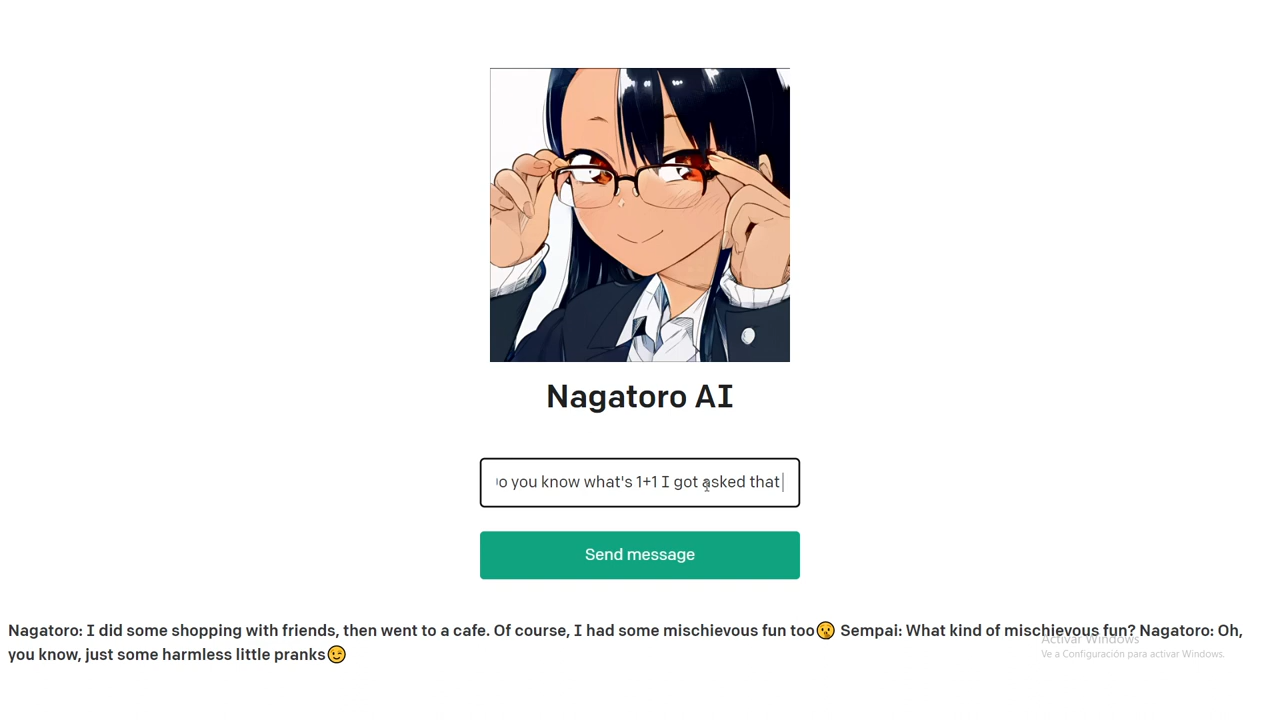 Nagatoro AI
o you know what's 1+1 I got asked that
Send message
Nagatoro: I did some shopping with friends, then went to a cafe. Of course, I had some mischievous fun too🤫 Sempai: What kind of mischievous fun? Nagatoro: Oh,
you know, just some harmless little pranks😉
Activar Windows
Ve a Configuración para activar Windows.